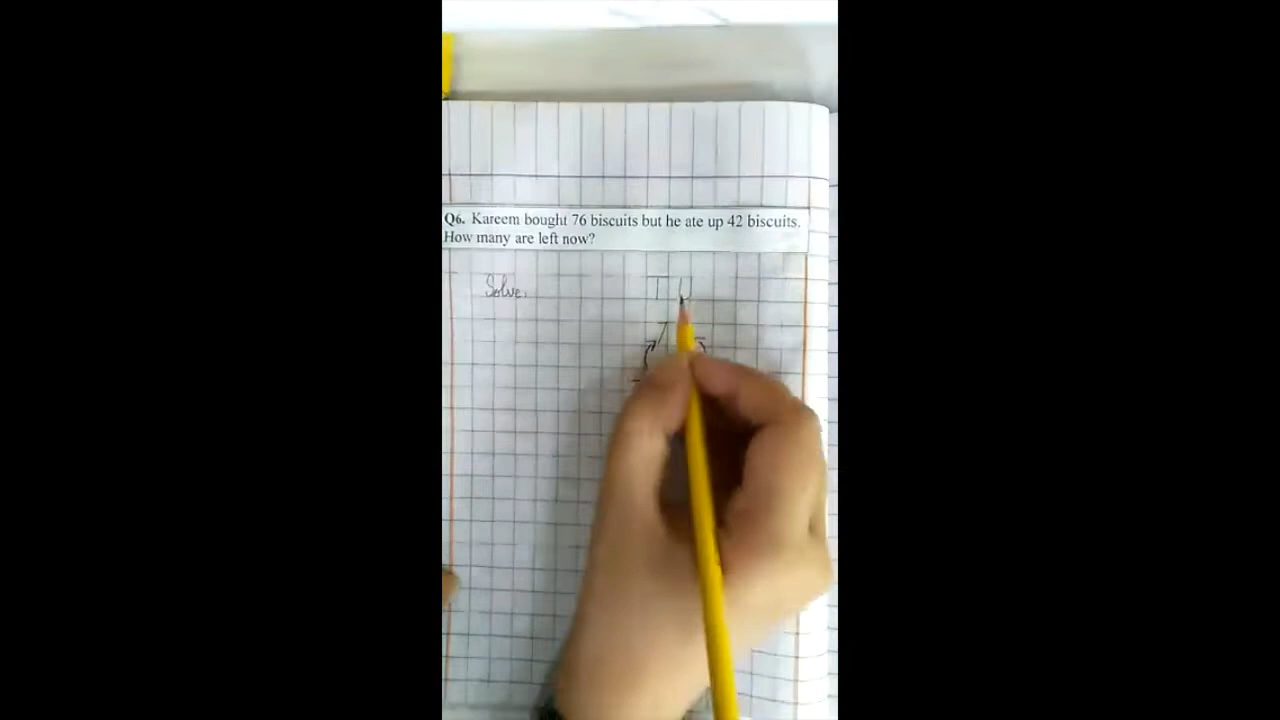 Q6. Kareem bought 76 biscuits but he ate up 42 biscuits.
How many are left now?
Solve.
T U